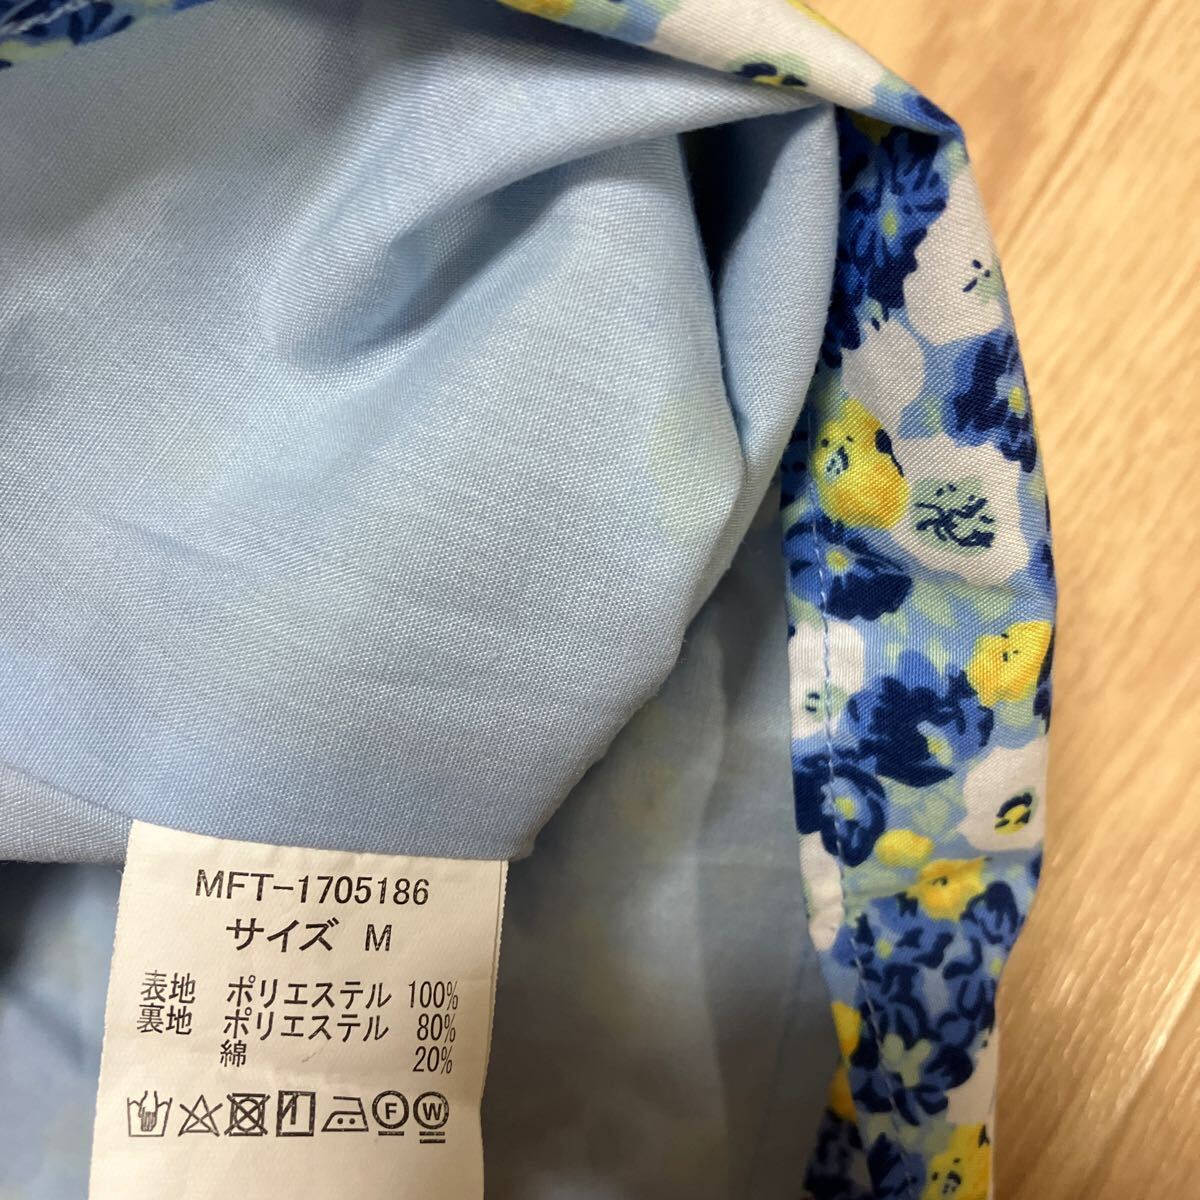 MFT-1705186
サイズ M
表地 ポリエステル 100%
裏地 ポリエステル 80%
綿 20%
F W